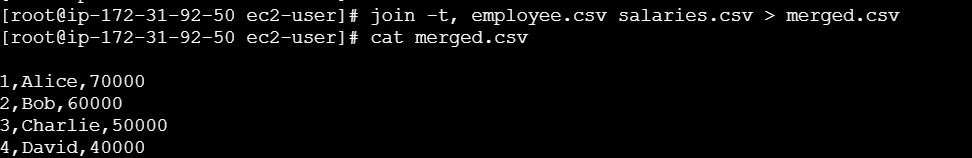 [root@ip-172-31-92-50 ec2-user]# join -t, employee.csv salaries.csv > merged.csv
[root@ip-172-31-92-50 ec2-user]# cat merged.csv
1,Alice,70000
2,Bob,60000
3,Charlie,50000
4,David,40000